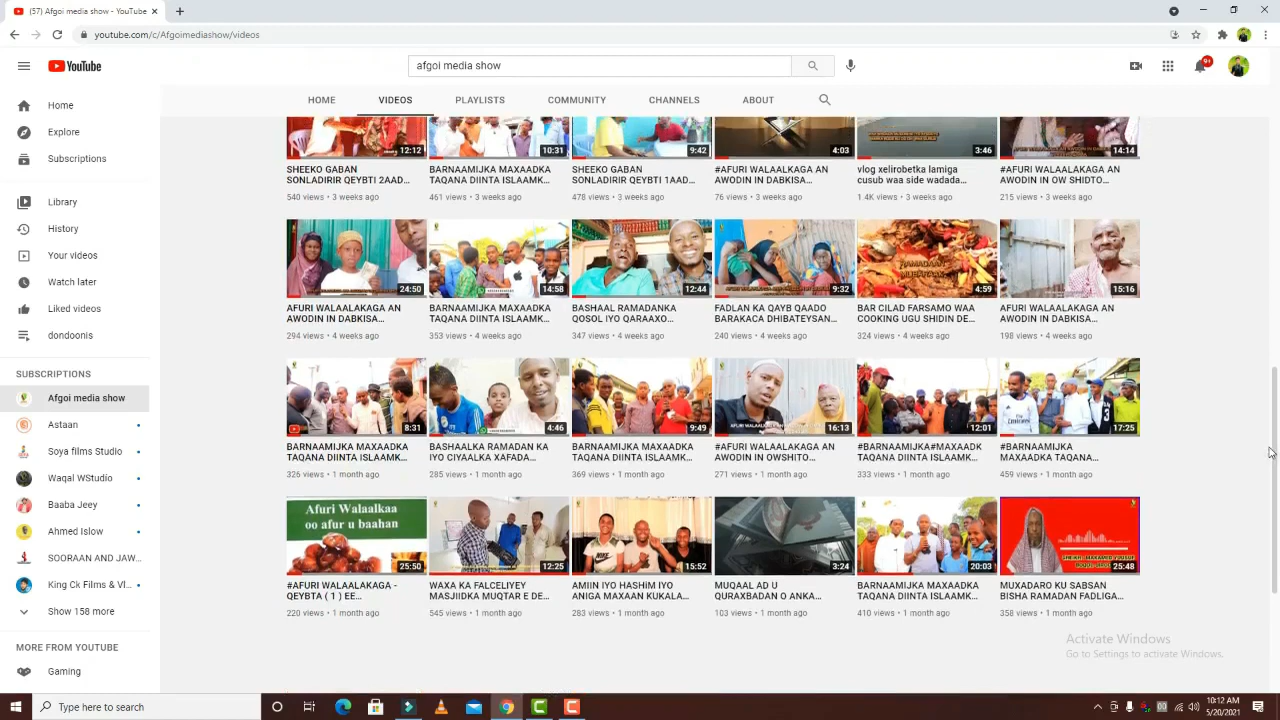 (57) Afgoi media show - YouTu
youtube.com/c/Afgoimediashow/videos
YouTube
afgoi media show
9+
HOME VIDEOS PLAYLISTS COMMUNITY CHANNELS ABOUT
Home
Explore
Subscriptions
Library
History
Your videos
Watch later
Liked videos
dondoonis
SUBSCRIPTIONS
Afgoi media show
Astaan
Soya films Studio
Waqal WStudio
Baaba Jeey
Ahmed Islow
SOORAAN AND JAW...
King Ck Films & VI...
Show 158 more
MORE FROM YOUTUBE
Gaming
12:12 10:31 9:42 4:03 3:46 14:14
SHEEKO GABAN BARNAAMIJKA MAXAADKA SHEEKO GABAN #AFURI WALAALKAGA AN vlog xelirobetka lamiga #AFURI WALAALAKAGA AN
SONLADIRIR QEYBTI 2AAD... TAQANA DIINTA ISLAAMK... SONLADIRIR QEYBTI 1AAD... AWODIN IN DABKISA... cusub waa side wadada... AWODIN IN OW SHIDTO...
540 views • 3 weeks ago 461 views • 3 weeks ago 478 views • 3 weeks ago 76 views • 3 weeks ago 1.4K views • 3 weeks ago 215 views • 3 weeks ago
RAMADAAN
MUBAARAK
24:50 14:58 12:44 9:32 4:59 15:16
AFURI WALAALAKAGA AN BARNAAMIJKA MAXAADKA BASHAAL RAMADANKA FADLAN KA QAYB QAADO BAR CILAD FARSAMO WAA AFURI WALAALAKAGA AN
AWODIN IN DABKISA... TAQANA DIINTA ISLAAMK... QOSOL IYO QARAAXO... BARAKACA DHIBATEYSAN... COOKING UGU SHIDIN DE... AWODIN IN DABKISA...
294 views • 4 weeks ago 353 views • 4 weeks ago 347 views • 4 weeks ago 240 views • 4 weeks ago 324 views • 4 weeks ago 198 views • 4 weeks ago
8:31 4:46 9:49 16:13 12:01 17:25
BARNAAMIJKA MAXAADKA BASHAALKA RAMADAN KA BARNAAMIJKA MAXAADKA #AFURI WALAALAKAGA AN #BARNAAMIJKA#MAXAADK #BARNAAMIJKA
TAQANA DIINTA ISLAAMK... IYO CIYAALKA XAFADA... TAQANA DIINTA ISLAAMK... AWODIN IN OWSHITO... TAQANA DIINTA ISLAAMK... MAXAADKA TAQANA...
326 views • 1 month ago 285 views • 1 month ago 369 views • 1 month ago 271 views • 1 month ago 333 views • 1 month ago 459 views • 1 month ago
Afuri Walaalkaa
oo afur u baahan
25:50 12:25 15:52 3:24 20:03 25:48
#AFURI WALAALAKAGA - WAXA KA FALCELIYEY AMIIN IYO HASHIM IYO MUQAAL AD U BARNAAMIJKA MAXAADKA MUXADARO KU SABSAN
QEYBTA ( 1 ) EE... MASJIIDKA MUQTAR E DE... ANIGA MAXAAN KUKALA... QURAXBADAN O ANKA... TAQANA DIINTA ISLAAMK... BISHA RAMADAN FADLIGA...
220 views • 1 month ago 545 views • 1 month ago 283 views • 1 month ago 103 views • 1 month ago 410 views • 1 month ago 358 views • 1 month ago
Activate Windows
Go to Settings to activate Windows.
Type here to search
10:12 AM
5/20/2021